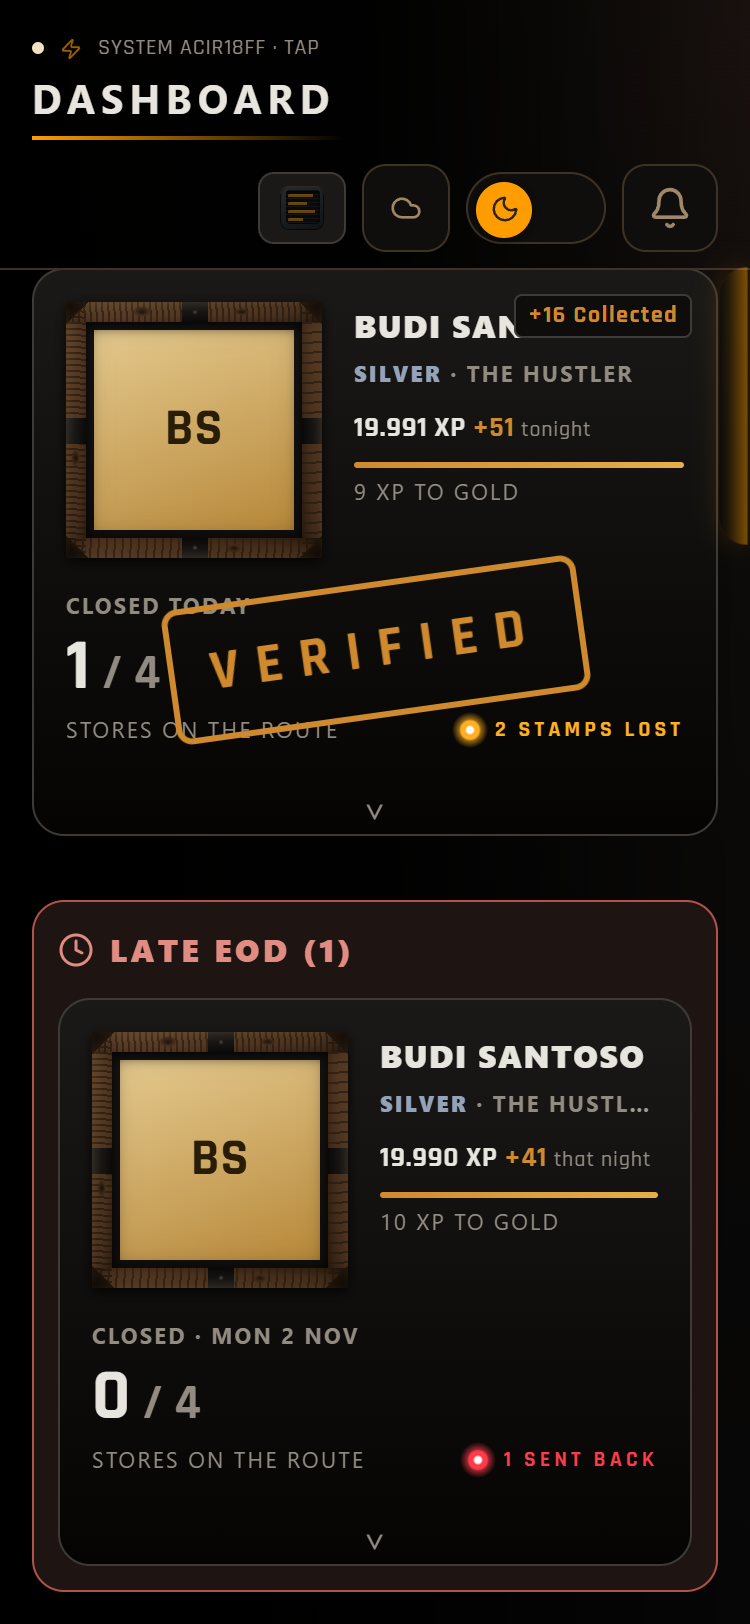 SYSTEM ACIR18FF · TAP
DASHBOARD
BS
BUDI SAN
+16 Collected
SILVER · THE HUSTLER
19.991 XP +51 tonight
9 XP TO GOLD
CLOSED TODAY
1 / 4
VERIFIED
STORES ON THE ROUTE
2 STAMPS LOST
LATE EOD (1)
BS
BUDI SANTOSO
SILVER · THE HUSTL...
19.990 XP +41 that night
10 XP TO GOLD
CLOSED · MON 2 NOV
0 / 4
STORES ON THE ROUTE
1 SENT BACK